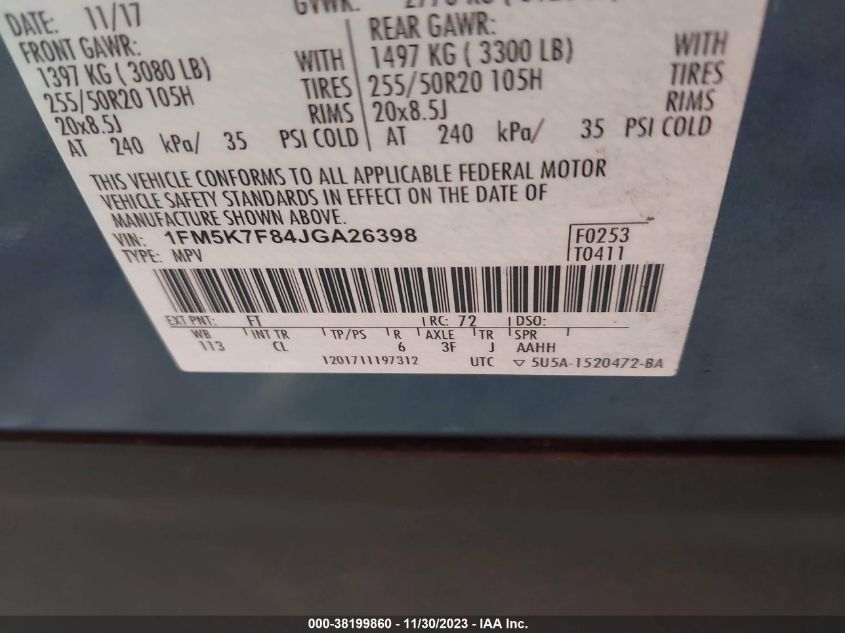 DATE: 11/17
FRONT GAWR:
1397 KG ( 3080 LB)
255/50R20 105H
20x8.5J
WITH
TIRES
RIMS
AT 240 kPa/ 35 PSI COLD
GVWR:
REAR GAWR:
1497 KG ( 3300 LB)
255/50R20 105H
20x8.5J
WITH
TIRES
RIMS
AT 240 kPa/ 35 PSI COLD
THIS VEHICLE CONFORMS TO ALL APPLICABLE FEDERAL MOTOR
VEHICLE SAFETY STANDARDS IN EFFECT ON THE DATE OF
MANUFACTURE SHOWN ABOVE.
VIN: 1FM5K7F84JGA26398
TYPE: MPV
F0253
T0411
EXT PNT: FT RC: 72 DSO:
WB INT TR TP/PS R AXLE TR SPR
113 CL 6 3F J AAHH
1201711197312 UTC ▽ 5U5A-1520472-BA
000-38199860 - 11/30/2023 - IAA Inc.